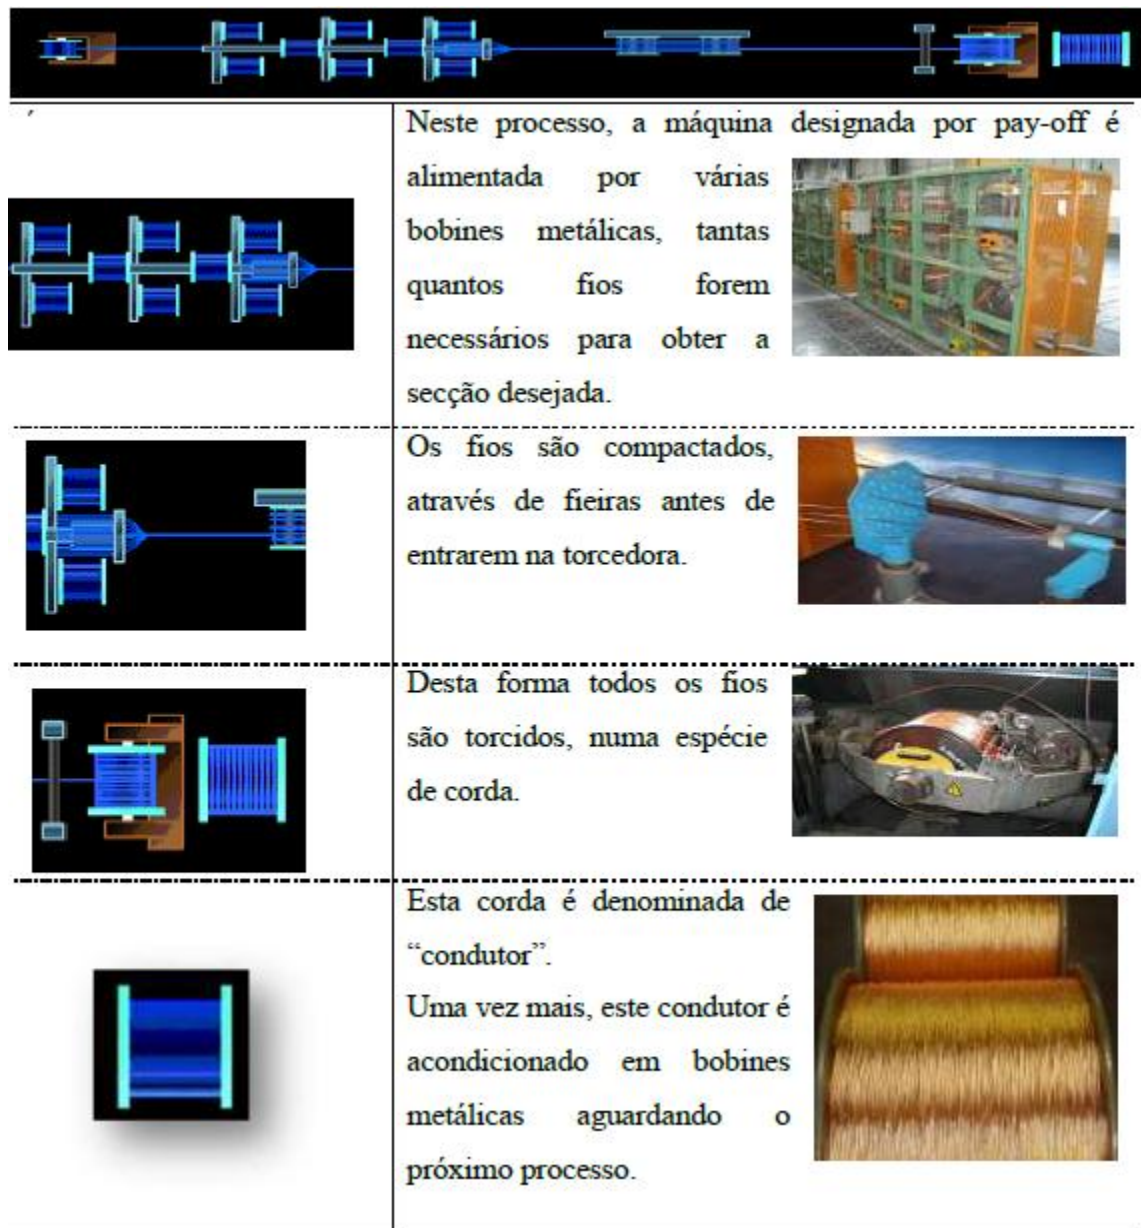 Neste processo, a máquina designada por pay-off é
alimentada por várias
bobines metálicas, tantas
quantos fios forem
necessários para obter a
secção desejada.
Os fios são compactados,
através de fieiras antes de
entrarem na torcedora.
Desta forma todos os fios
são torcidos, numa espécie
de corda.
Esta corda é denominada de
“condutor”.
Uma vez mais, este condutor é
acondicionado em bobines
metálicas aguardando o
próximo processo.